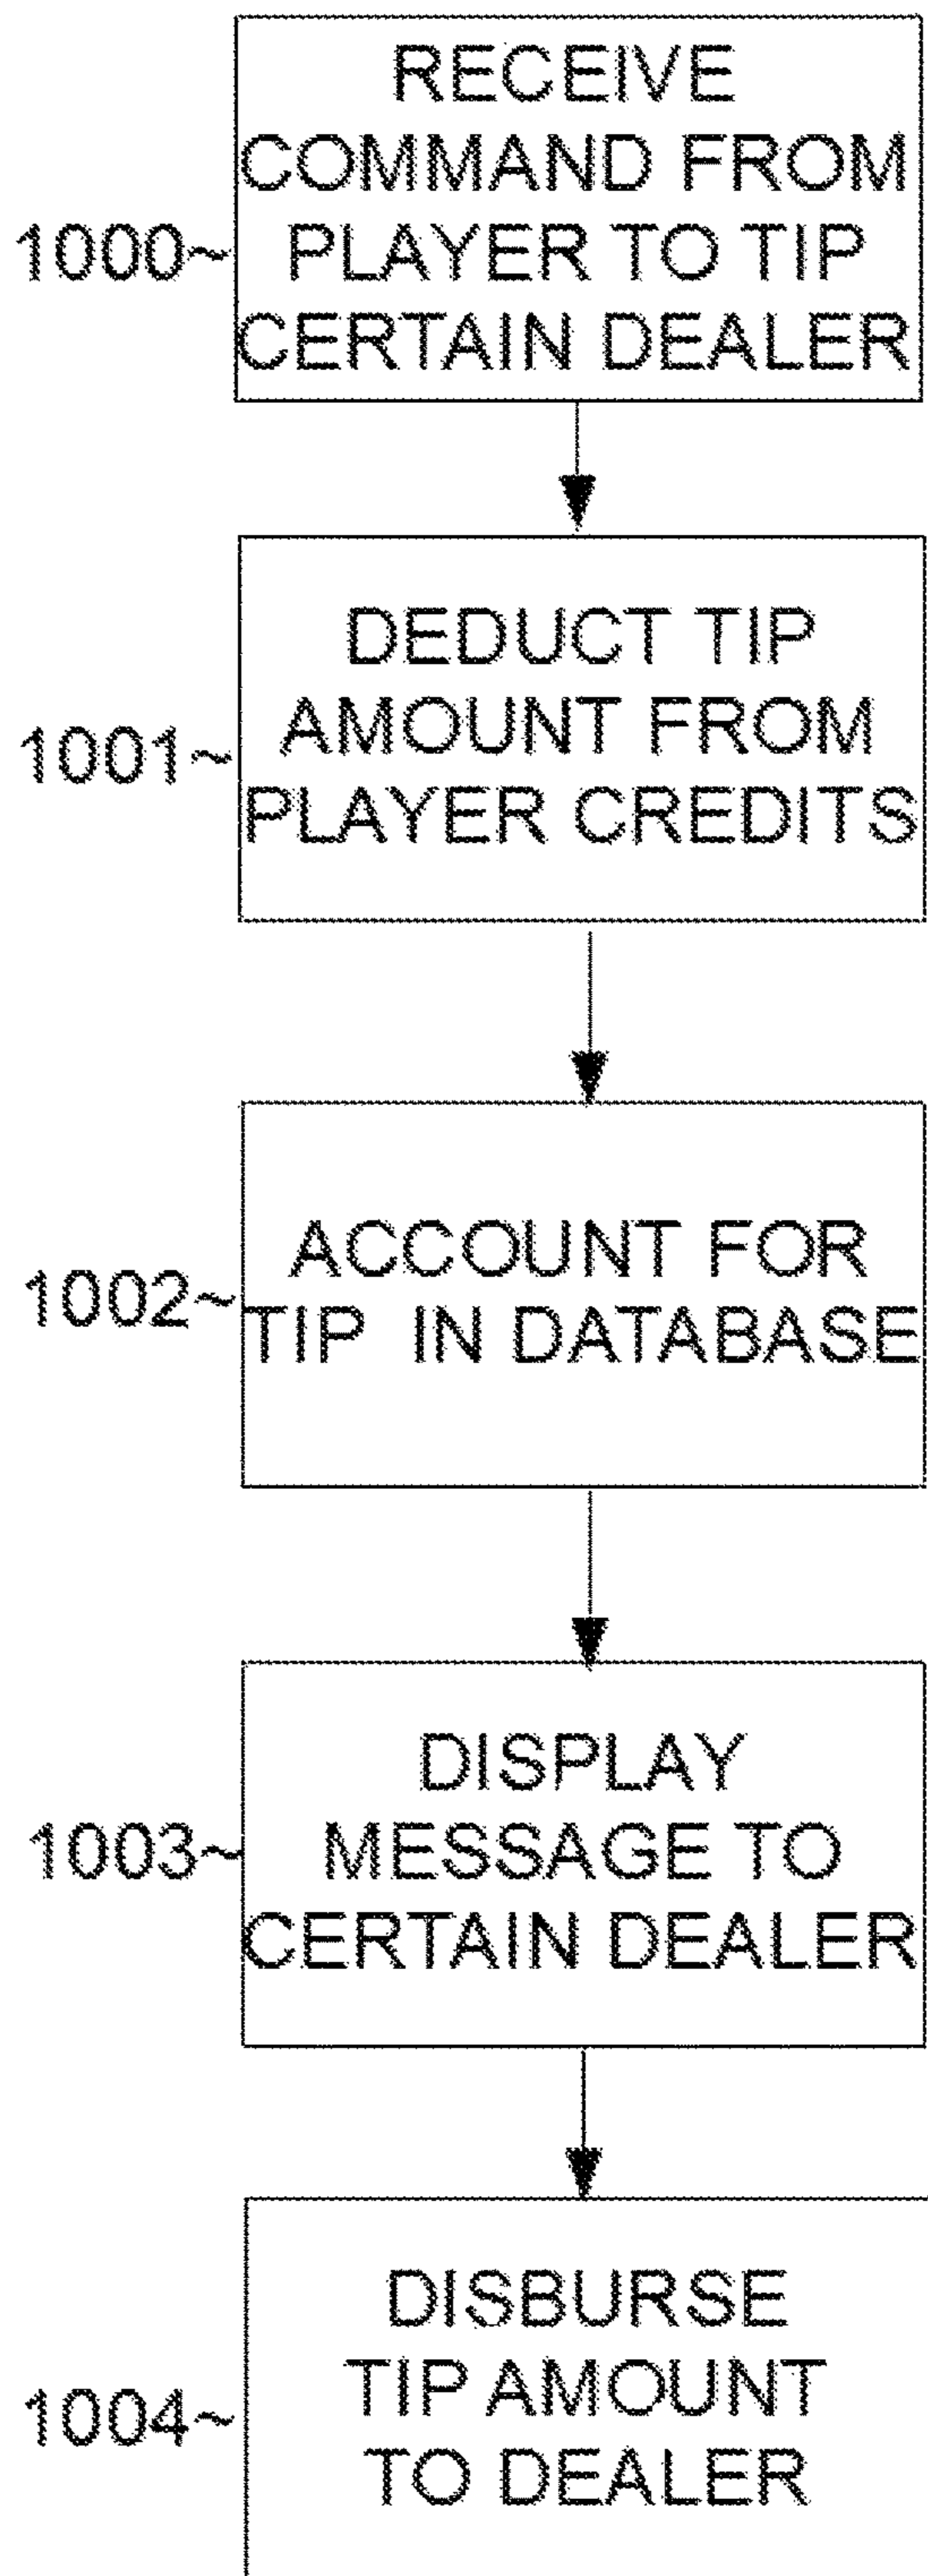 RECEIVE
COMMAND FROM
1000~ PLAYER TO TIP
CERTAIN DEALER
DEDUCT TIP
AMOUNT FROM
1001~
PLAYER CREDITS
ACCOUNT FOR
1002~
TIP IN DATABASE
DISPLAY
1003~ MESSAGE TO
CERTAIN DEALER
DISBURSE
TIP AMOUNT
1004~
TO DEALER